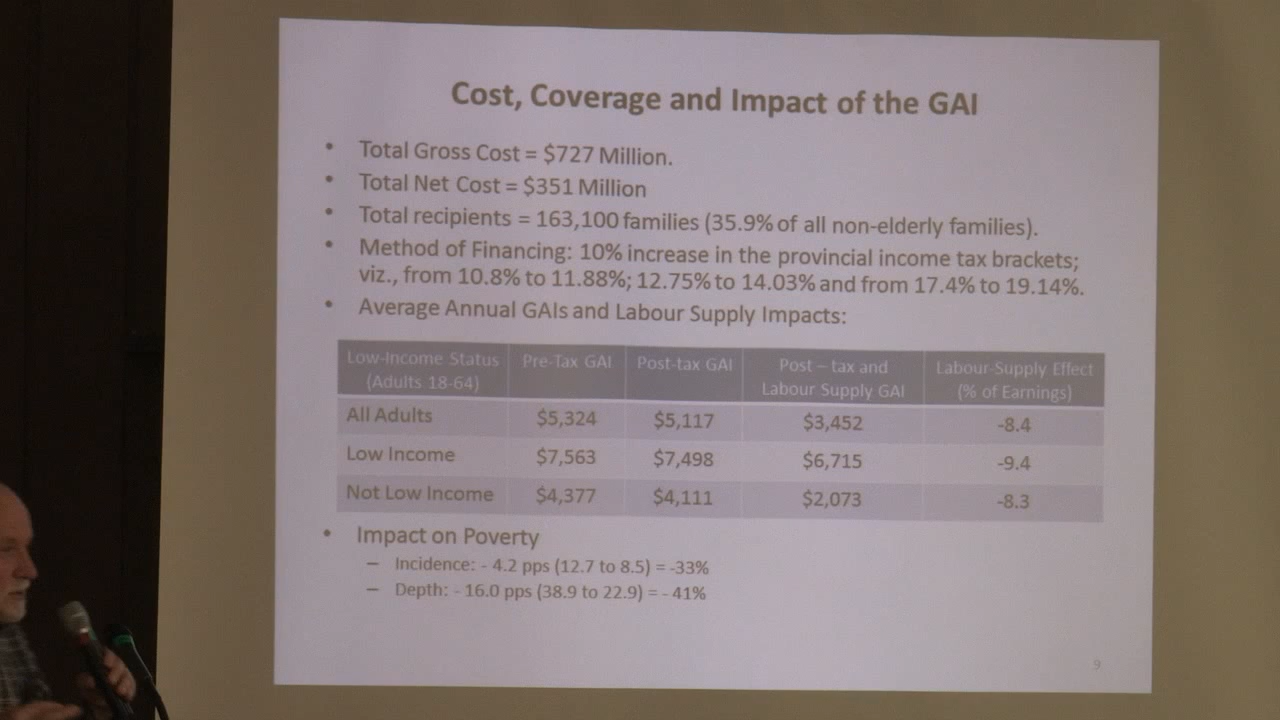 Cost, Coverage and Impact of the GAI
• Total Gross Cost = $727 Million.
• Total Net Cost = $351 Million
• Total recipients = 163,100 families (35.9% of all non-elderly families).
• Method of Financing: 10% increase in the provincial income tax brackets;
viz., from 10.8% to 11.88%; 12.75% to 14.03% and from 17.4% to 19.14%.
• Average Annual GAIs and Labour Supply Impacts:
Low-Income Status (Adults 18-64) Pre-Tax GAI Post-tax GAI Post – tax and Labour Supply GAI Labour-Supply Effect (% of Earnings)
All Adults $5,324 $5,117 $3,452 -8.4
Low Income $7,563 $7,498 $6,715 -9.4
Not Low Income $4,377 $4,111 $2,073 -8.3
• Impact on Poverty
– Incidence: - 4.2 pps (12.7 to 8.5) = -33%
– Depth: - 16.0 pps (38.9 to 22.9) = - 41%
9